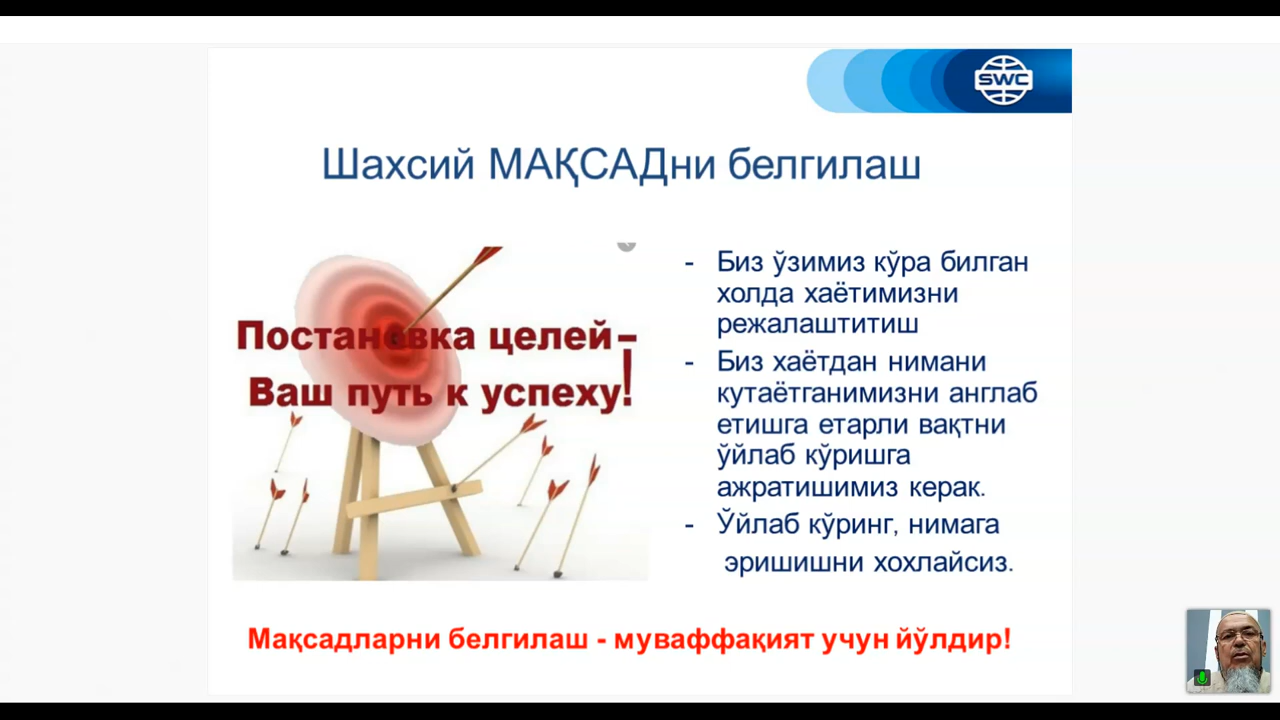 SWC
Шахсий МАҚСАДни белгилаш
Постановка целей-
Ваш путь к успеху!
- Биз ўзимиз кўра билган
холда хаётимизни
режалаштитиш
- Биз хаётдан нимани
кутаётганимизни англаб
етишга етарли вақтни
ўйлаб кўришга
ажратишимиз керак.
- Ўйлаб кўринг, нимага
эришишни хохлайсиз.
Мақсадларни белгилаш - муваффақият учун йўлдир!